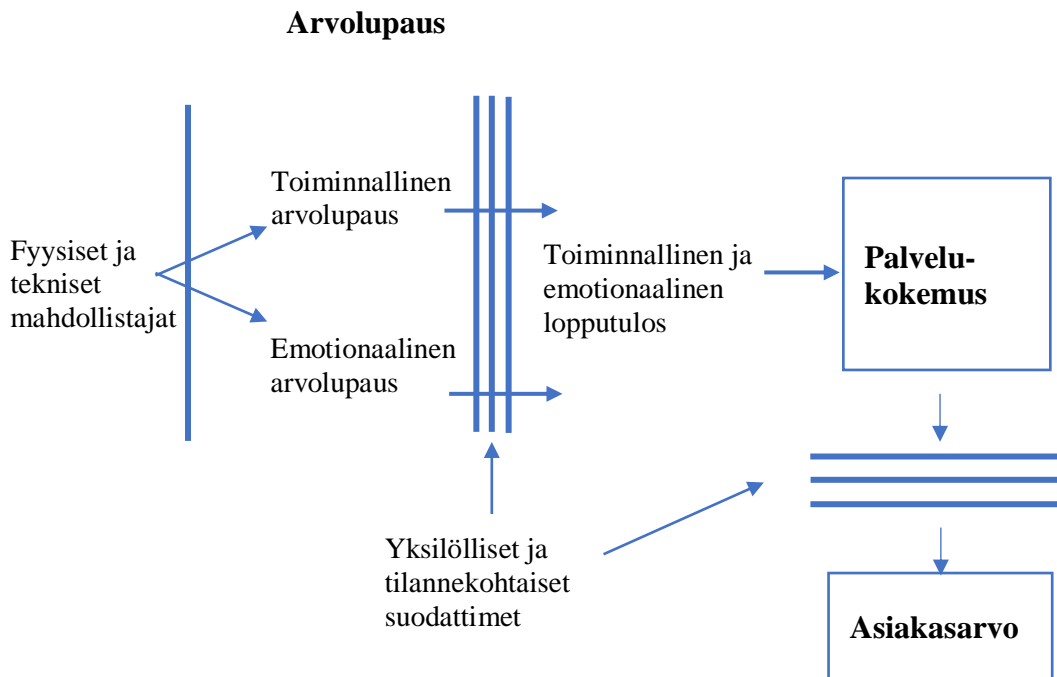 Arvolupaus
Fyysiset ja
tekniset
mahdollistajat
Toiminnallinen
arvolupaus
Emotionaalinen
arvolupaus
Toiminnallinen ja
emotionaalinen
lopputulos
Palvelu-
kokemus
Yksilölliset ja
tilannekohtaiset
suodattimet
Asiakasarvo